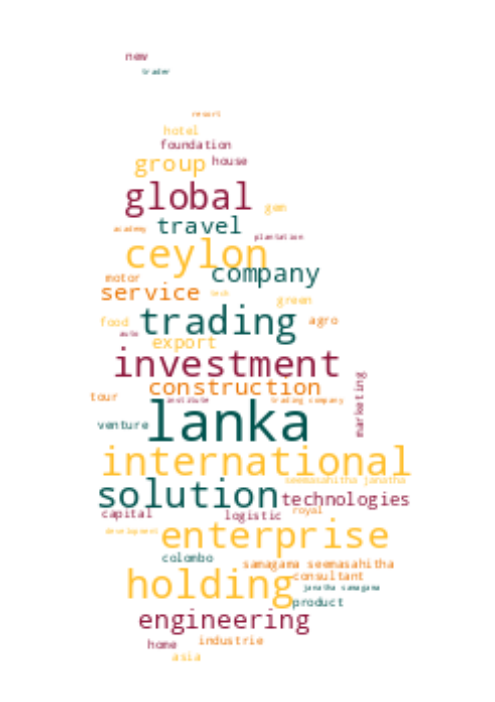 new
trader
resort
hotel
foundation
group house
global
gem
travel
academy
plantation
ceylon
company
motor
service
tech
green
trading
food
agro
auto
export
investment
construction
tour
institute
trading company
marketing
lanka
venture
international
seemasahitha janatha
solution
technologies
capital
logistic
royal
development
enterprise
colombo
samagama seemasahitha
consultant
holding
janatha samagama
product
engineering
home
industrie
asia